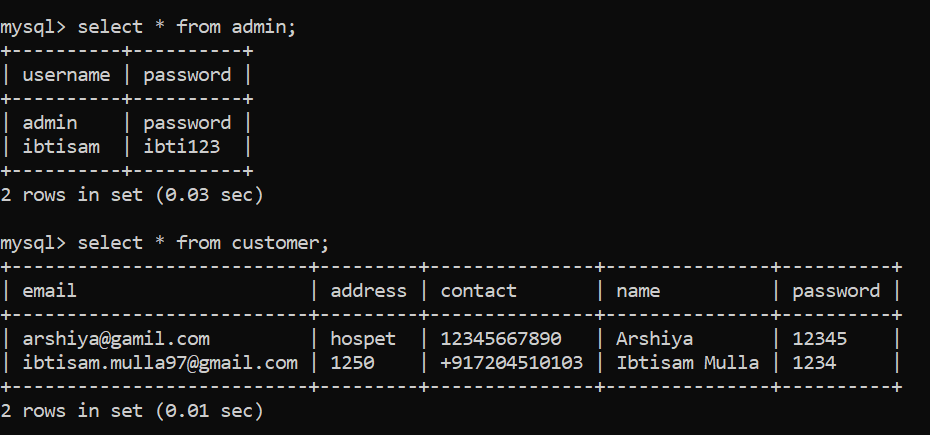 mysql> select * from admin;
+----------+----------+
| username | password |
+----------+----------+
| admin    | password |
| ibtisam  | ibti123  |
+----------+----------+
2 rows in set (0.03 sec)

mysql> select * from customer;
+--------------------------+---------+--------------+---------------+----------+
| email                    | address | contact      | name          | password |
+--------------------------+---------+--------------+---------------+----------+
| arshiya@gamil.com        | hospet  | 12345667890  | Arshiya       | 12345    |
| ibtisam.mulla97@gmail.com | 1250    | +917204510103 | Ibtisam Mulla | 1234     |
+--------------------------+---------+--------------+---------------+----------+
2 rows in set (0.01 sec)